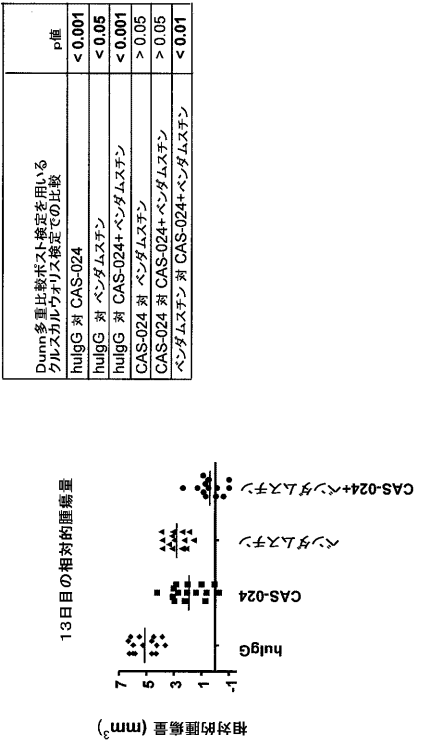 Dunn多重比較ポスト検定を用いる
クルスカルウォリス検定での比較
p値
huIgG 対 CAS-024
< 0.001
huIgG 対 ベンダムスチン
< 0.05
huIgG 対 CAS-024+ベンダムスチン
< 0.001
CAS-024 対 ベンダムスチン
> 0.05
CAS-024 対 CAS-024+ベンダムスチン
> 0.05
ベンダムスチン 対 CAS-024+ベンダムスチン
< 0.01
13日目の相対的腫瘍量
相対的腫瘍量 (mm3)
7
5
3
1
-1
huIgG
CAS-024
ベンダムスチン
CAS-024+ベンダムスチン